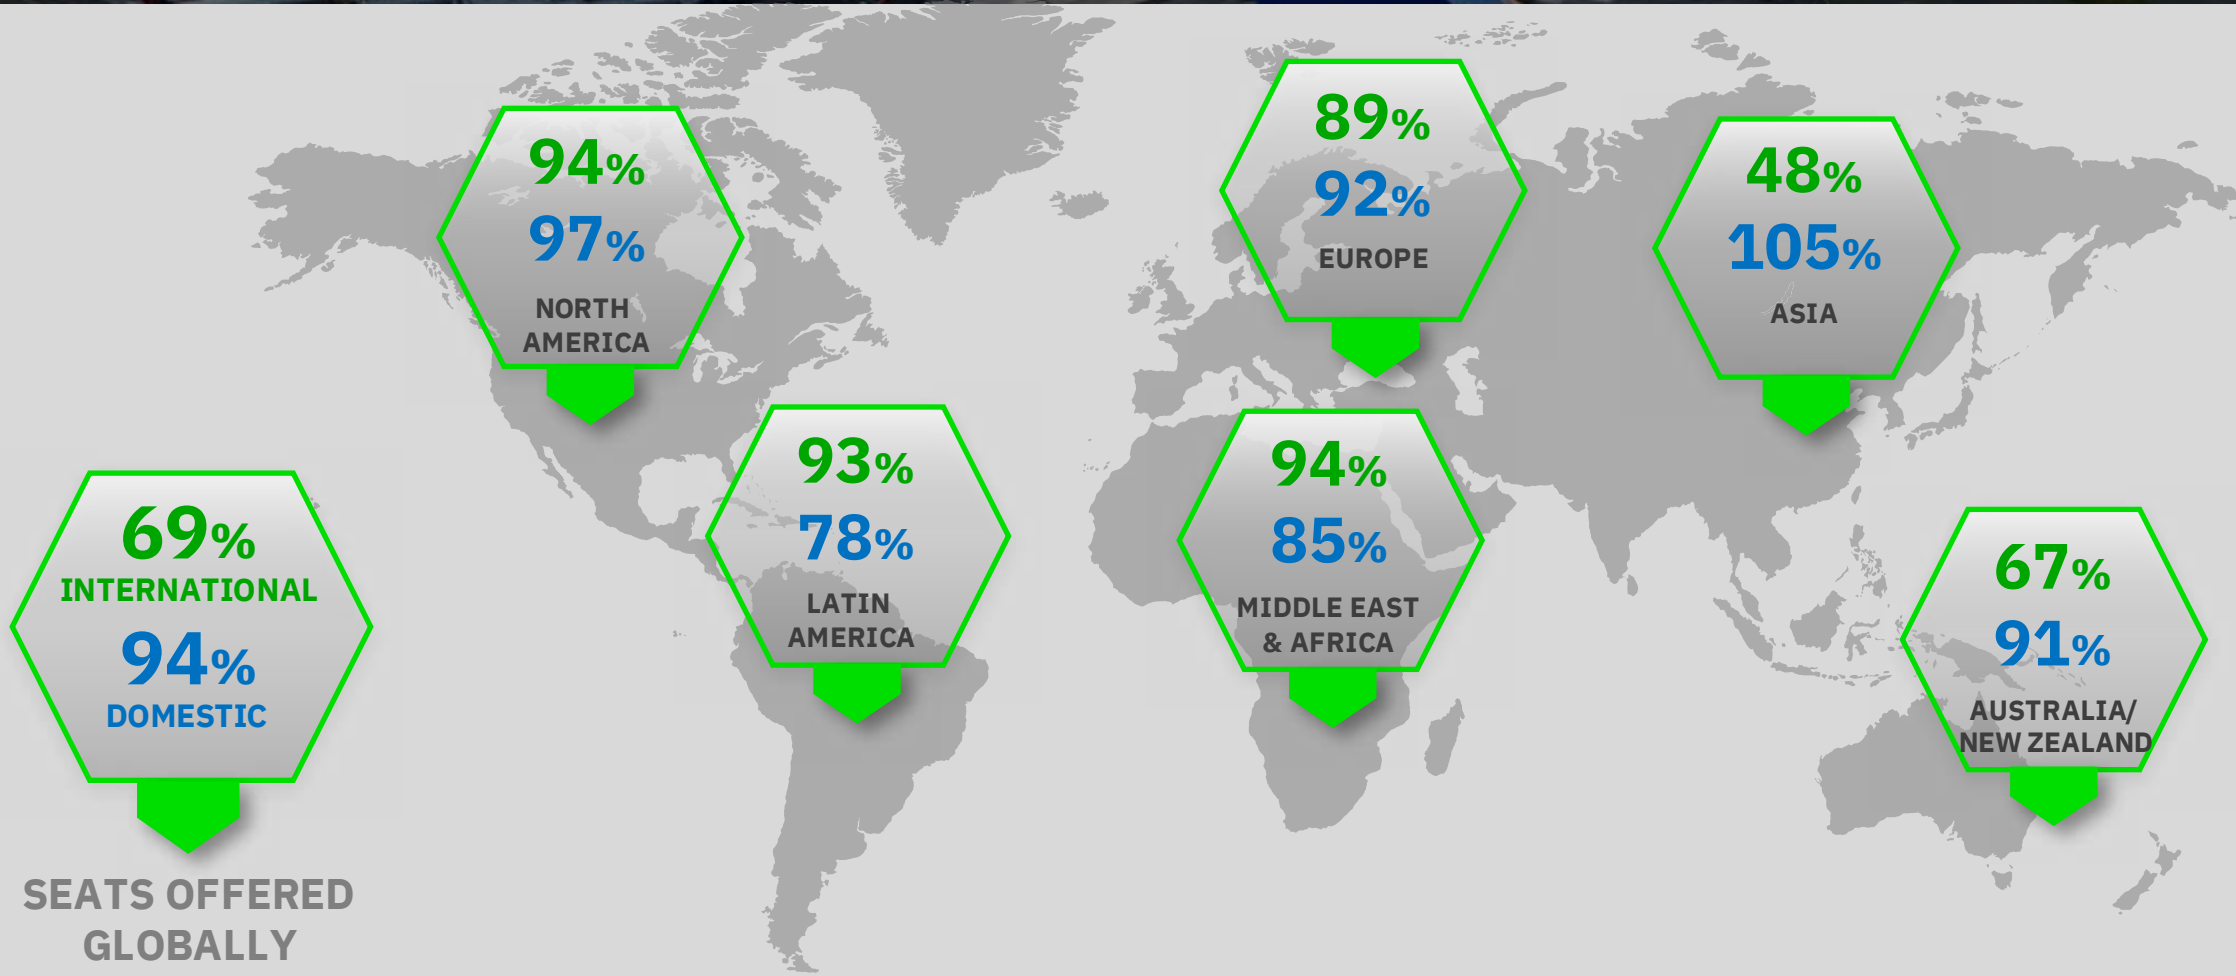 94%
97%
NORTH
AMERICA
89%
92%
EUROPE
48%
105%
ASIA
69%
INTERNATIONAL
94%
DOMESTIC
SEATS OFFERED
GLOBALLY
93%
78%
LATIN
AMERICA
94%
85%
MIDDLE EAST
& AFRICA
67%
91%
AUSTRALIA/
NEW ZEALAND